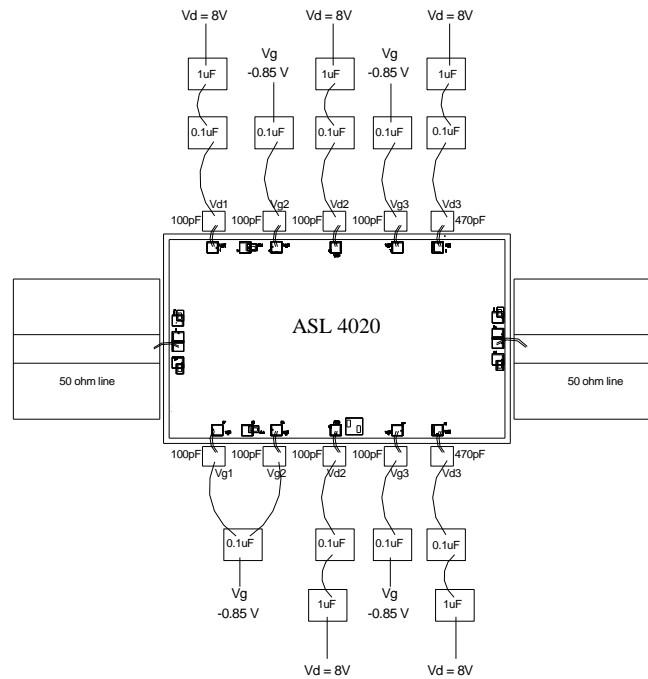 Vd = 8V Vd = 8V Vd = 8V
Vg Vg
-0.85 V -0.85 V
1uF 1uF 1uF
0.1uF 0.1uF 0.1uF 0.1uF 0.1uF
Vd1 Vg2 Vd2 Vg3 Vd3
100pF 100pF 100pF 100pF 470pF
ASL 4020
50 ohm line 50 ohm line
100pF 100pF 100pF 100pF 470pF
Vg1 Vg2 Vd2 Vg3 Vd3
0.1uF 0.1uF 0.1uF 0.1uF
Vg Vg
-0.85 V -0.85 V
1uF 1uF
Vd = 8V Vd = 8V